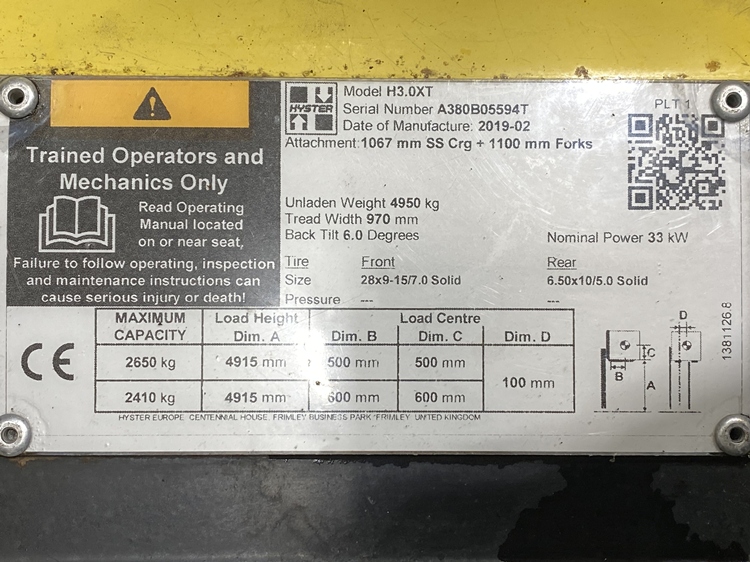 Model H3.0XT
HYSTER
Serial Number A380B05594T
Date of Manufacture: 2019-02
Attachment 1067 mm SS Crg + 1100 mm Forks
PLT 1
Trained Operators and
Mechanics Only
Read Operating
Manual located
on or near seat,
Failure to follow operating, inspection
and maintenance instructions can
cause serious injury or death!
Unladen Weight 4950 kg
Tread Width 970 mm
Back Tilt 6.0 Degrees
Nominal Power 33 kW
Tire Front Rear
Size 28x9-15/7.0 Solid 6.50x10/5.0 Solid
Pressure --- ---
MAXIMUM CAPACITY Load Height Dim. A Load Centre
Dim. B Dim. C Dim. D
2650 kg 4915 mm 500 mm 500 mm 100 mm
2410 kg 4915 mm 600 mm 600 mm
CE
D
C
B
A
1381126.8
HYSTER EUROPE, CENTENNIAL HOUSE, FRIMLEY BUSINESS PARK, FRIMLEY, UNITED KINGDOM